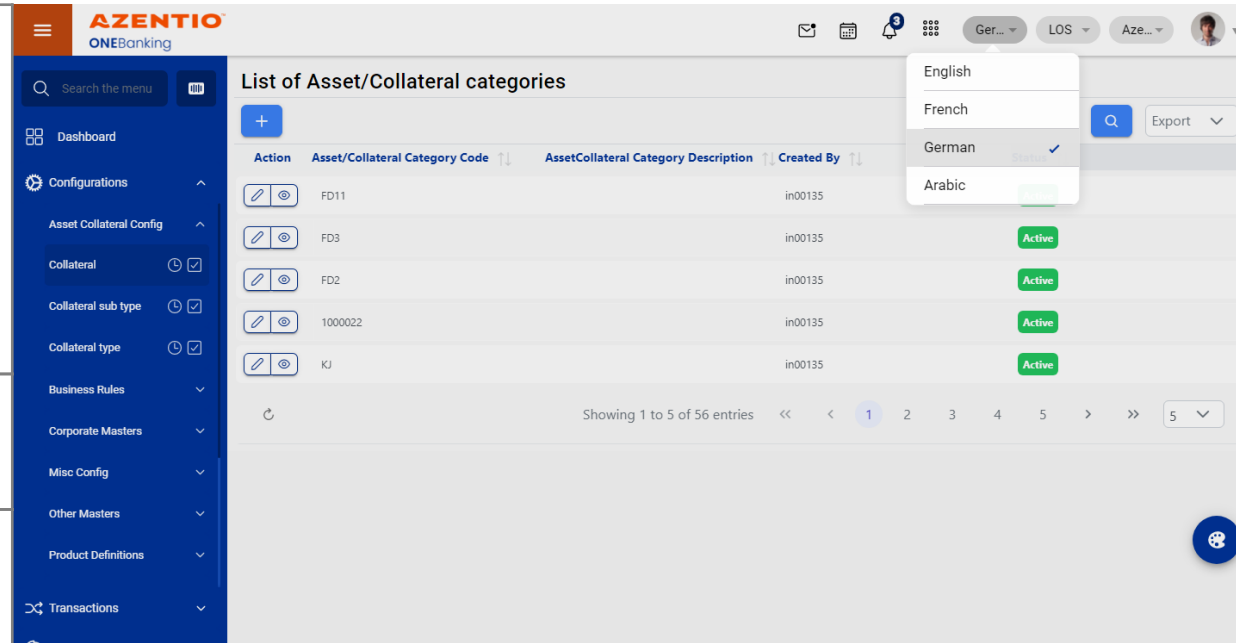 AZENTIO
ONEBanking
3
Ger...
LOS
Aze...
Search the menu
Dashboard
Configurations
Asset Collateral Config
Collateral
Collateral sub type
Collateral type
Business Rules
Corporate Masters
Misc Config
Other Masters
Product Definitions
Transactions
List of Asset/Collateral categories
+
Export
English
French
German
Arabic
Action Asset/Collateral Category Code AssetCollateral Category Description Created By Status
FD11 in00135 Active
FD3 in00135 Active
FD2 in00135 Active
1000022 in00135 Active
KJ in00135 Active
Showing 1 to 5 of 56 entries << < 1 2 3 4 5 > >> 5